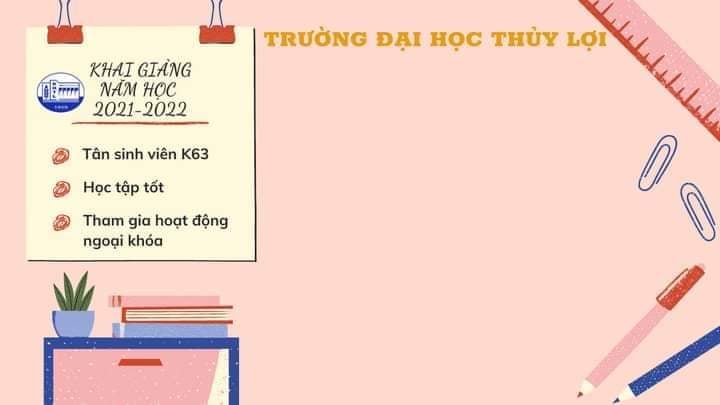 TRƯỜNG ĐẠI HỌC THỦY LỢI
KHAI GIẢNG
NĂM HỌC
2021-2022
Tân sinh viên K63
Học tập tốt
Tham gia hoạt động
ngoại khóa